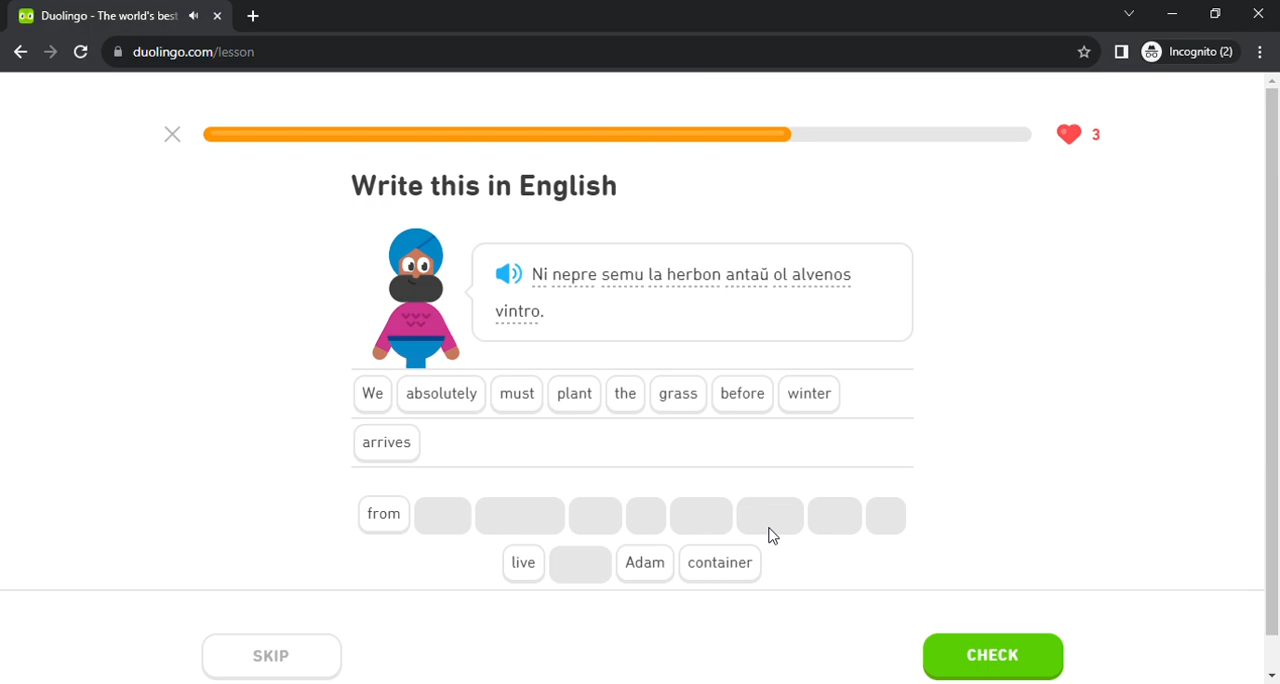 Duolingo - The world's best
duolingo.com/lesson
Incognito (2)
3
Write this in English
Ni nepre semu la herbon antaŭ ol alvenos
vintro.
We absolutely must plant the grass before winter
arrives
from
live Adam container
SKIP CHECK